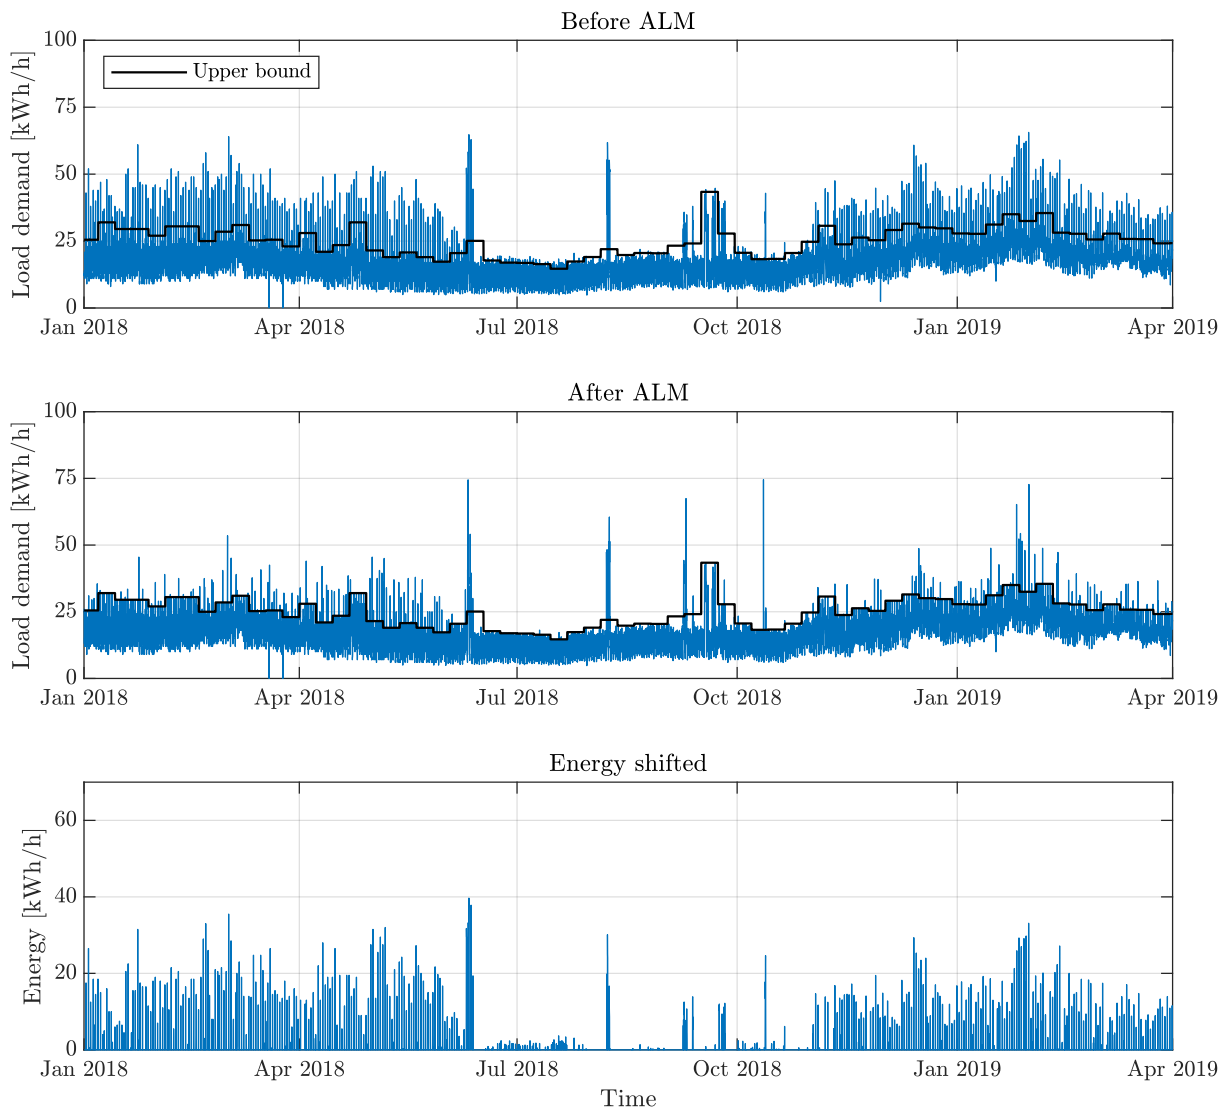 Before ALM
Load demand [kWh/h]
100
75
50
25
0
Upper bound
Jan 2018 Apr 2018 Jul 2018 Oct 2018 Jan 2019 Apr 2019
After ALM
Load demand [kWh/h]
100
75
50
25
0
Jan 2018 Apr 2018 Jul 2018 Oct 2018 Jan 2019 Apr 2019
Energy shifted
Energy [kWh/h]
60
40
20
0
Jan 2018 Apr 2018 Jul 2018 Oct 2018 Jan 2019 Apr 2019
Time